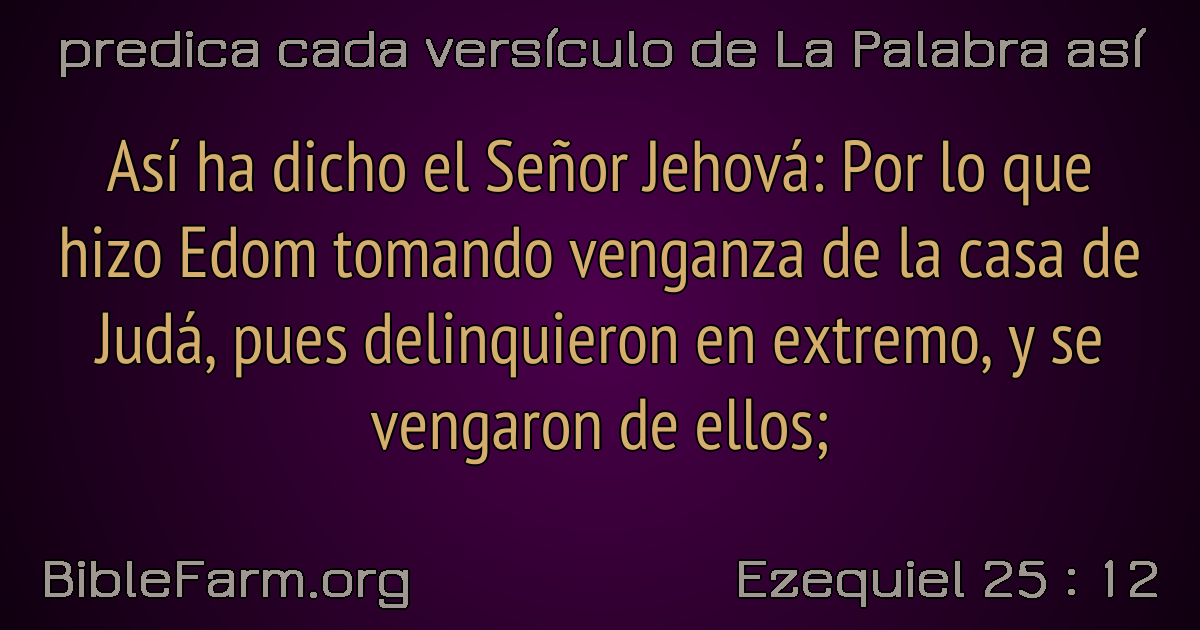 predica cada versículo de La Palabra así
Así ha dicho el Señor Jehová: Por lo que
hizo Edom tomando venganza de la casa de
Judá, pues delinquieron en extremo, y se
vengaron de ellos;
BibleFarm.org
Ezequiel 25 : 12